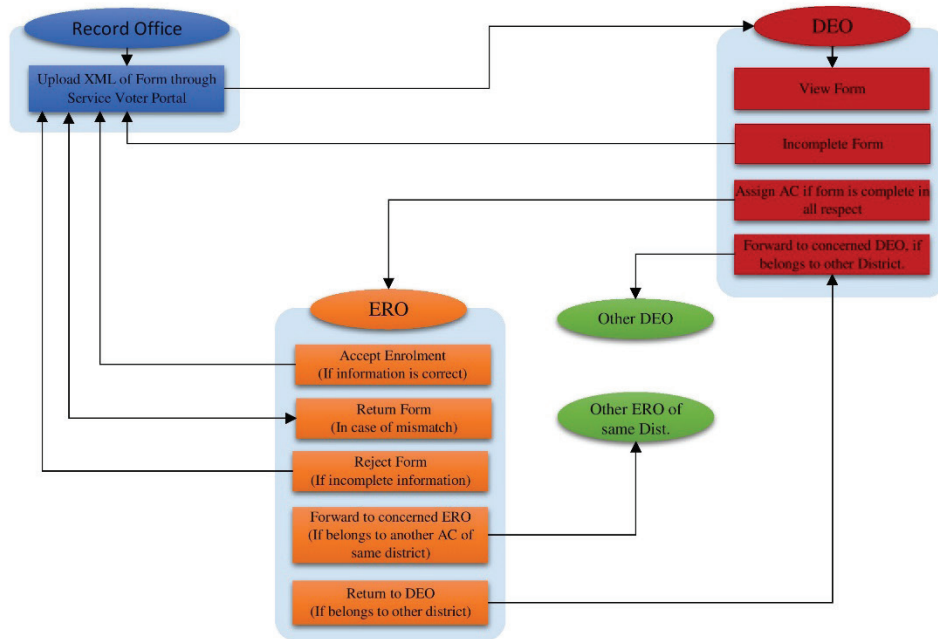 Record Office
Upload XML of Form through
Service Voter Portal
DEO
View Form
Incomplete Form
Assign AC if form is complete in
all respect
Forward to concerned DEO, if
belongs to other District.
Other DEO
ERO
Accept Enrolment
(If information is correct)
Return Form
(In case of mismatch)
Reject Form
(If incomplete information)
Forward to concerned ERO
(If belongs to another AC of
same district)
Return to DEO
(If belongs to other district)
Other ERO of
same Dist.